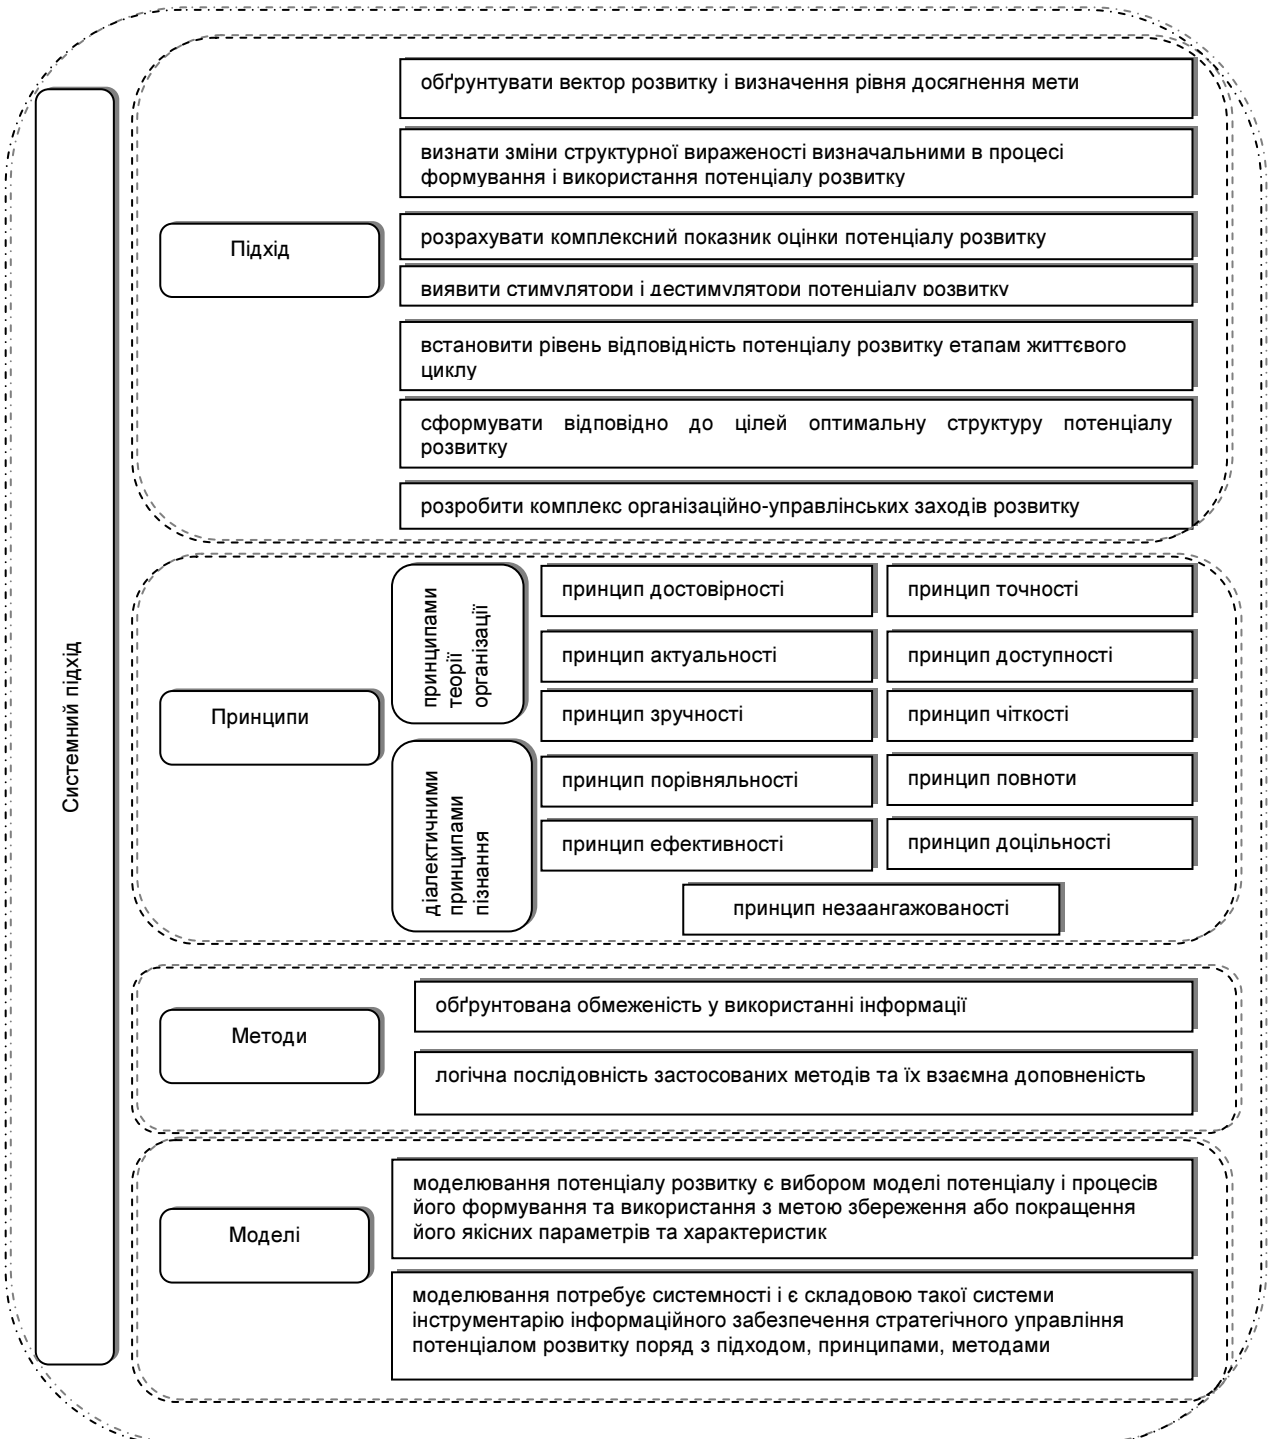 Системний підхід
Підхід
обґрунтувати вектор розвитку і визначення рівня досягнення мети
визнати зміни структурної вираженості визначальними в процесі
формування і використання потенціалу розвитку
розрахувати комплексний показник оцінки потенціалу розвитку
виявити стимулятори і дестимулятори потенціалу розвитку
встановити рівень відповідність потенціалу розвитку етапам життєвого
циклу
сформувати відповідно до цілей оптимальну структуру потенціалу
розвитку
розробити комплекс організаційно-управлінських заходів розвитку
Принципи
принципами
теорії
організації
діалектичними
принципами
пізнання
принцип достовірності
принцип точності
принцип актуальності
принцип доступності
принцип зручності
принцип чіткості
принцип порівняльності
принцип повноти
принцип ефективності
принцип доцільності
принцип незаангажованості
Методи
обґрунтована обмеженість у використанні інформації
логічна послідовність застосованих методів та їх взаємна доповненість
Моделі
моделювання потенціалу розвитку є вибором моделі потенціалу і процесів
його формування та використання з метою збереження або покращення
його якісних параметрів та характеристик
моделювання потребує системності і є складовою такої системи
інструментарію інформаційного забезпечення стратегічного управління
потенціалом розвитку поряд з підходом, принципами, методами